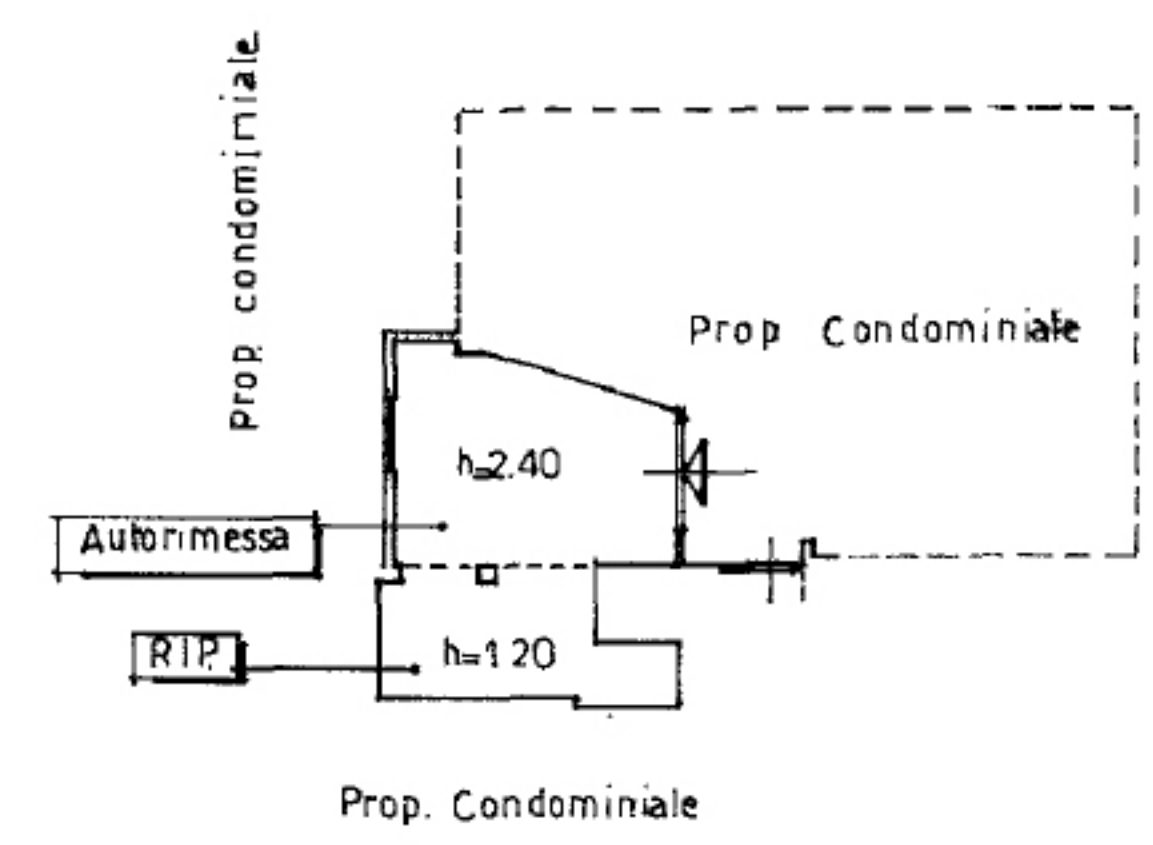 Prop. condominiale
Prop Condominiale
h=2.40
Autorimessa
RIP.
h=1 20
Prop. Condominiale